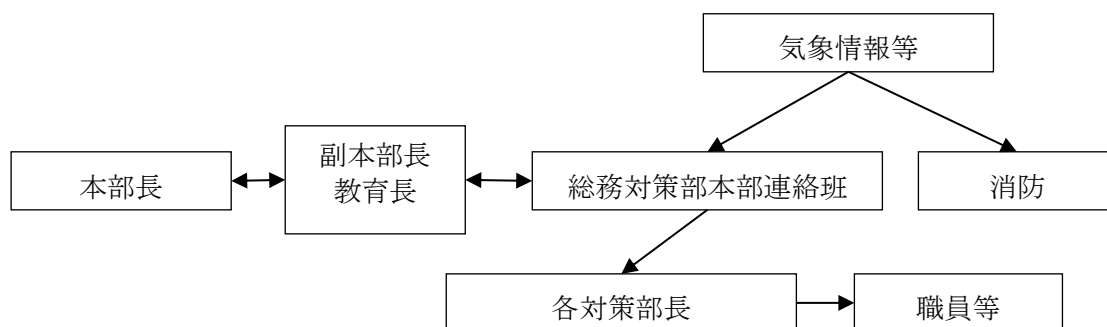 気象情報等
本部長
副本部長
教育長
総務対策部本部連絡班
消防
各対策部長
職員等